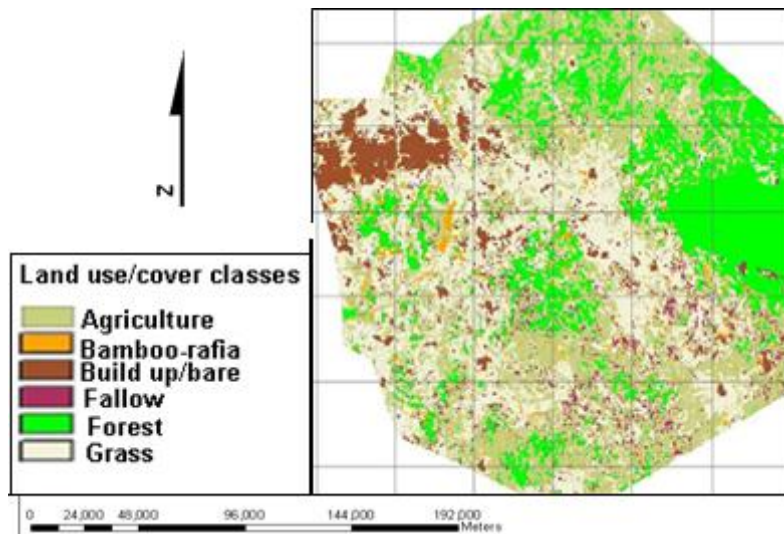 N
Land use/cover classes
Agriculture
Bamboo-rafia
Build up/bare
Fallow
Forest
Grass
0 24,000 48,000 96,000 144,000 192,000
Meters